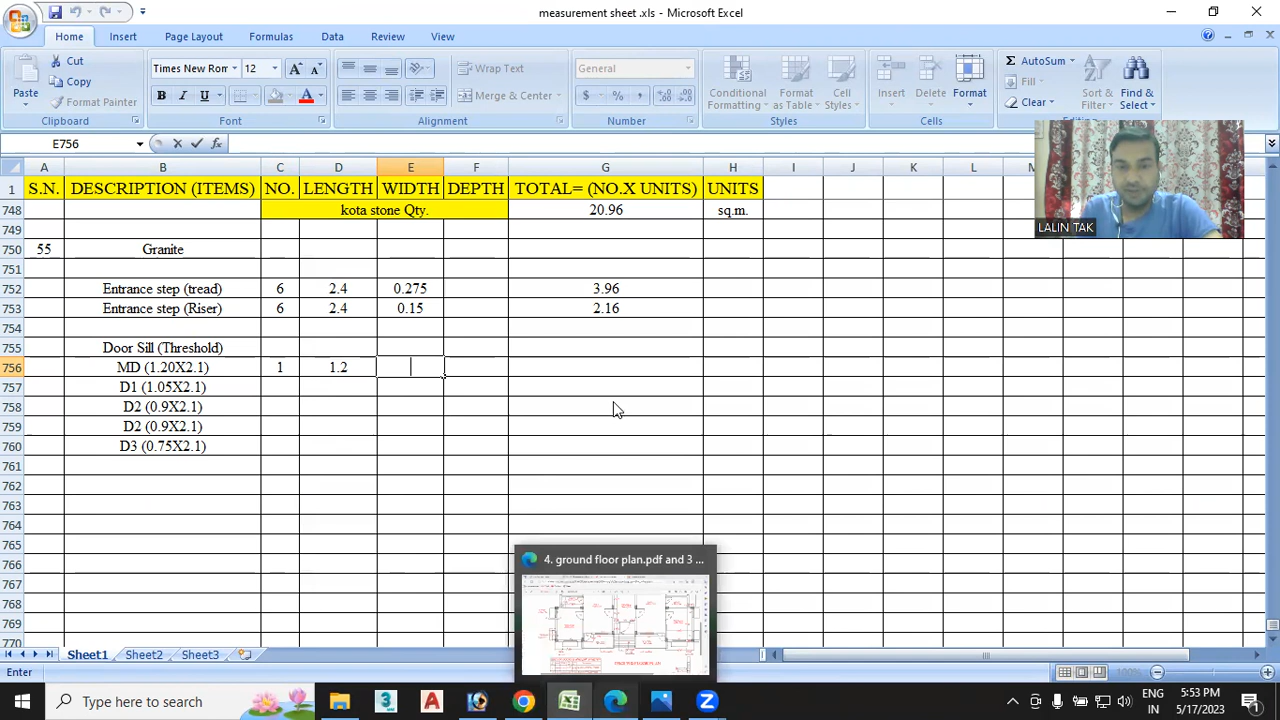 measurement sheet .xls - Microsoft Excel
Home Insert Page Layout Formulas Data Review View
Paste
Cut
Copy
Format Painter
Clipboard
Times New Rom 12
B I U
Font
Wrap Text
Merge & Center
Alignment
General
$ % ,
Number
Conditional Formatting
Format as Table
Cell Styles
Styles
Insert Delete Format
Cells
AutoSum
Fill
Clear
Sort & Filter
Find & Select
E756
A B C D E F G H I J K L M
1 S.N. DESCRIPTION (ITEMS) NO. LENGTH WIDTH DEPTH TOTAL= (NO.X UNITS) UNITS
748 kota stone Qty. 20.96 sq.m.
749
750 55 Granite
751
752 Entrance step (tread) 6 2.4 0.275 3.96
753 Entrance step (Riser) 6 2.4 0.15 2.16
754
755 Door Sill (Threshold)
756 MD (1.20X2.1) 1 1.2
757 D1 (1.05X2.1)
758 D2 (0.9X2.1)
759 D2 (0.9X2.1)
760 D3 (0.75X2.1)
761
762
763
764
765
766
767
768
769
770
LALIN TAK
4. ground floor plan.pdf and 3 ...
Sheet1 Sheet2 Sheet3
Enter
100%
Type here to search
ENG
IN
5:53 PM
5/17/2023